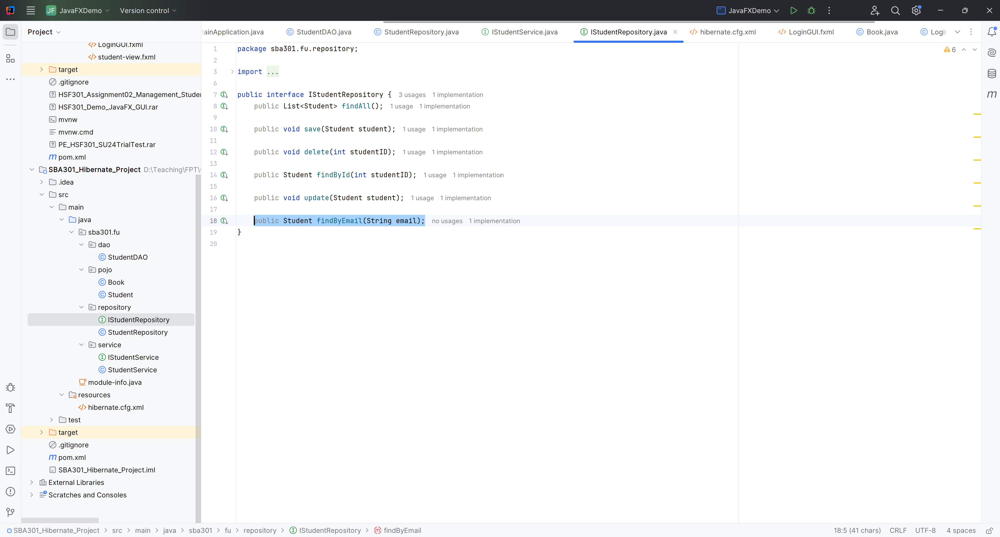 JF JavaFXDemo Version control JavaFXDemo
Project
ainApplication.java StudentDAO.java StudentRepository.java IStudentService.java IStudentRepository.java hibernate.cfg.xml LoginGUI.fxml Book.java Logi
LoginGUI.fxml
student-view.fxml
target
.gitignore
HSF301_Assignment02_Management_Studen
HSF301_Demo_JavaFX_GUI.rar
mvnw
mvnw.cmd
PE_HSF301_SU24TrialTest.rar
pom.xml
SBA301_Hibernate_Project D:\Teaching\FPT\
.idea
src
main
java
sba301.fu
dao
StudentDAO
pojo
Book
Student
repository
IStudentRepository
StudentRepository
service
IStudentService
StudentService
module-info.java
resources
hibernate.cfg.xml
test
target
.gitignore
pom.xml
SBA301_Hibernate_Project.iml
External Libraries
Scratches and Consoles
1 package sba301.fu.repository;
2
3 import ...
6
7 public interface IStudentRepository { 3 usages 1 implementation
8 public List<Student> findAll(); 1 usage 1 implementation
9
10 public void save(Student student); 1 usage 1 implementation
11
12 public void delete(int studentID); 1 usage 1 implementation
13
14 public Student findById(int studentID); 1 usage 1 implementation
15
16 public void update(Student student); 1 usage 1 implementation
17
18 public Student findByEmail(String email); no usages 1 implementation
19 }
20
6
SBA301_Hibernate_Project > src > main > java > sba301 > fu > repository > IStudentRepository > findByEmail
18:5 (41 chars) CRLF UTF-8 4 spaces